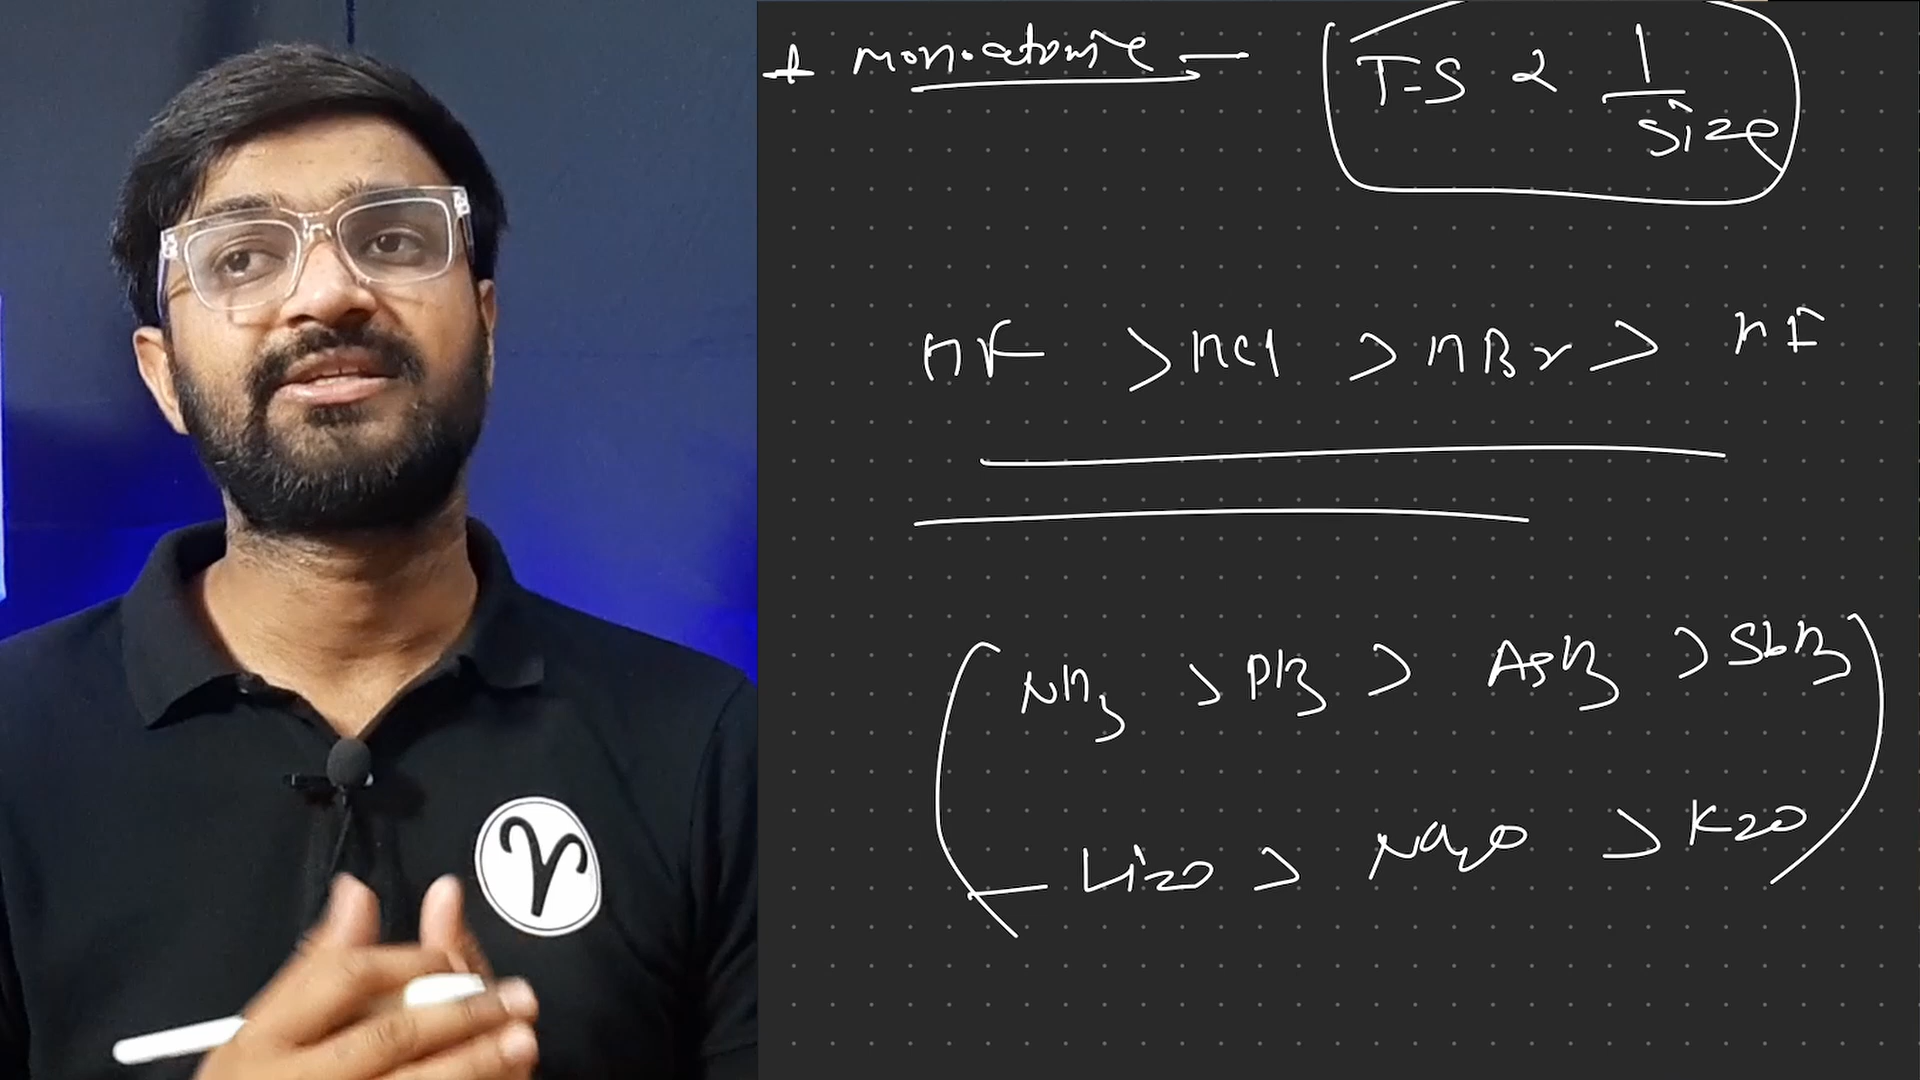 monoatomic —
T-S ∝ 1/size
HF > HCl > HBr > HI
NH3 > PH3 > AsH3 > SbH3
Li2O > Na2O > K2O